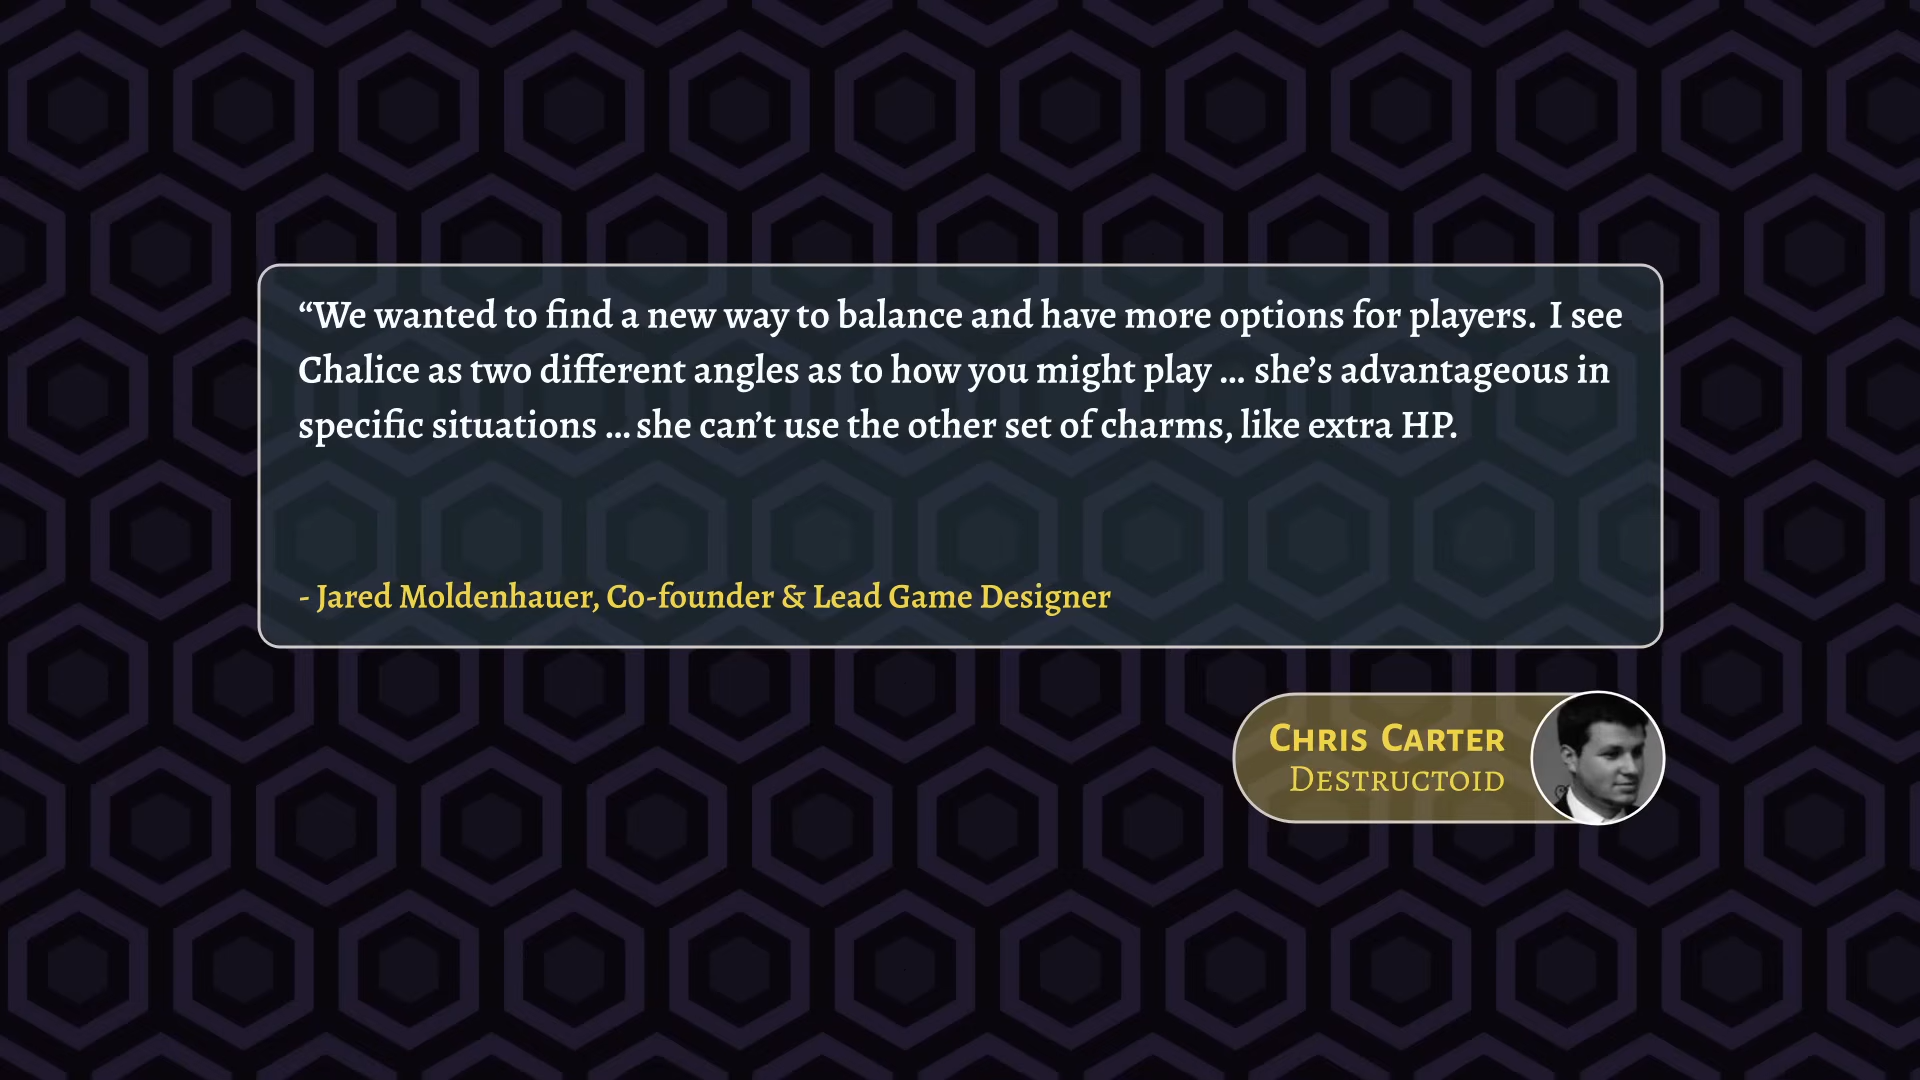 “We wanted to find a new way to balance and have more options for players.  I see
Chalice as two different angles as to how you might play ... she’s advantageous in
specific situations ... she can’t use the other set of charms, like extra HP.
- Jared Moldenhauer, Co-founder & Lead Game Designer
Chris Carter
Destructoid